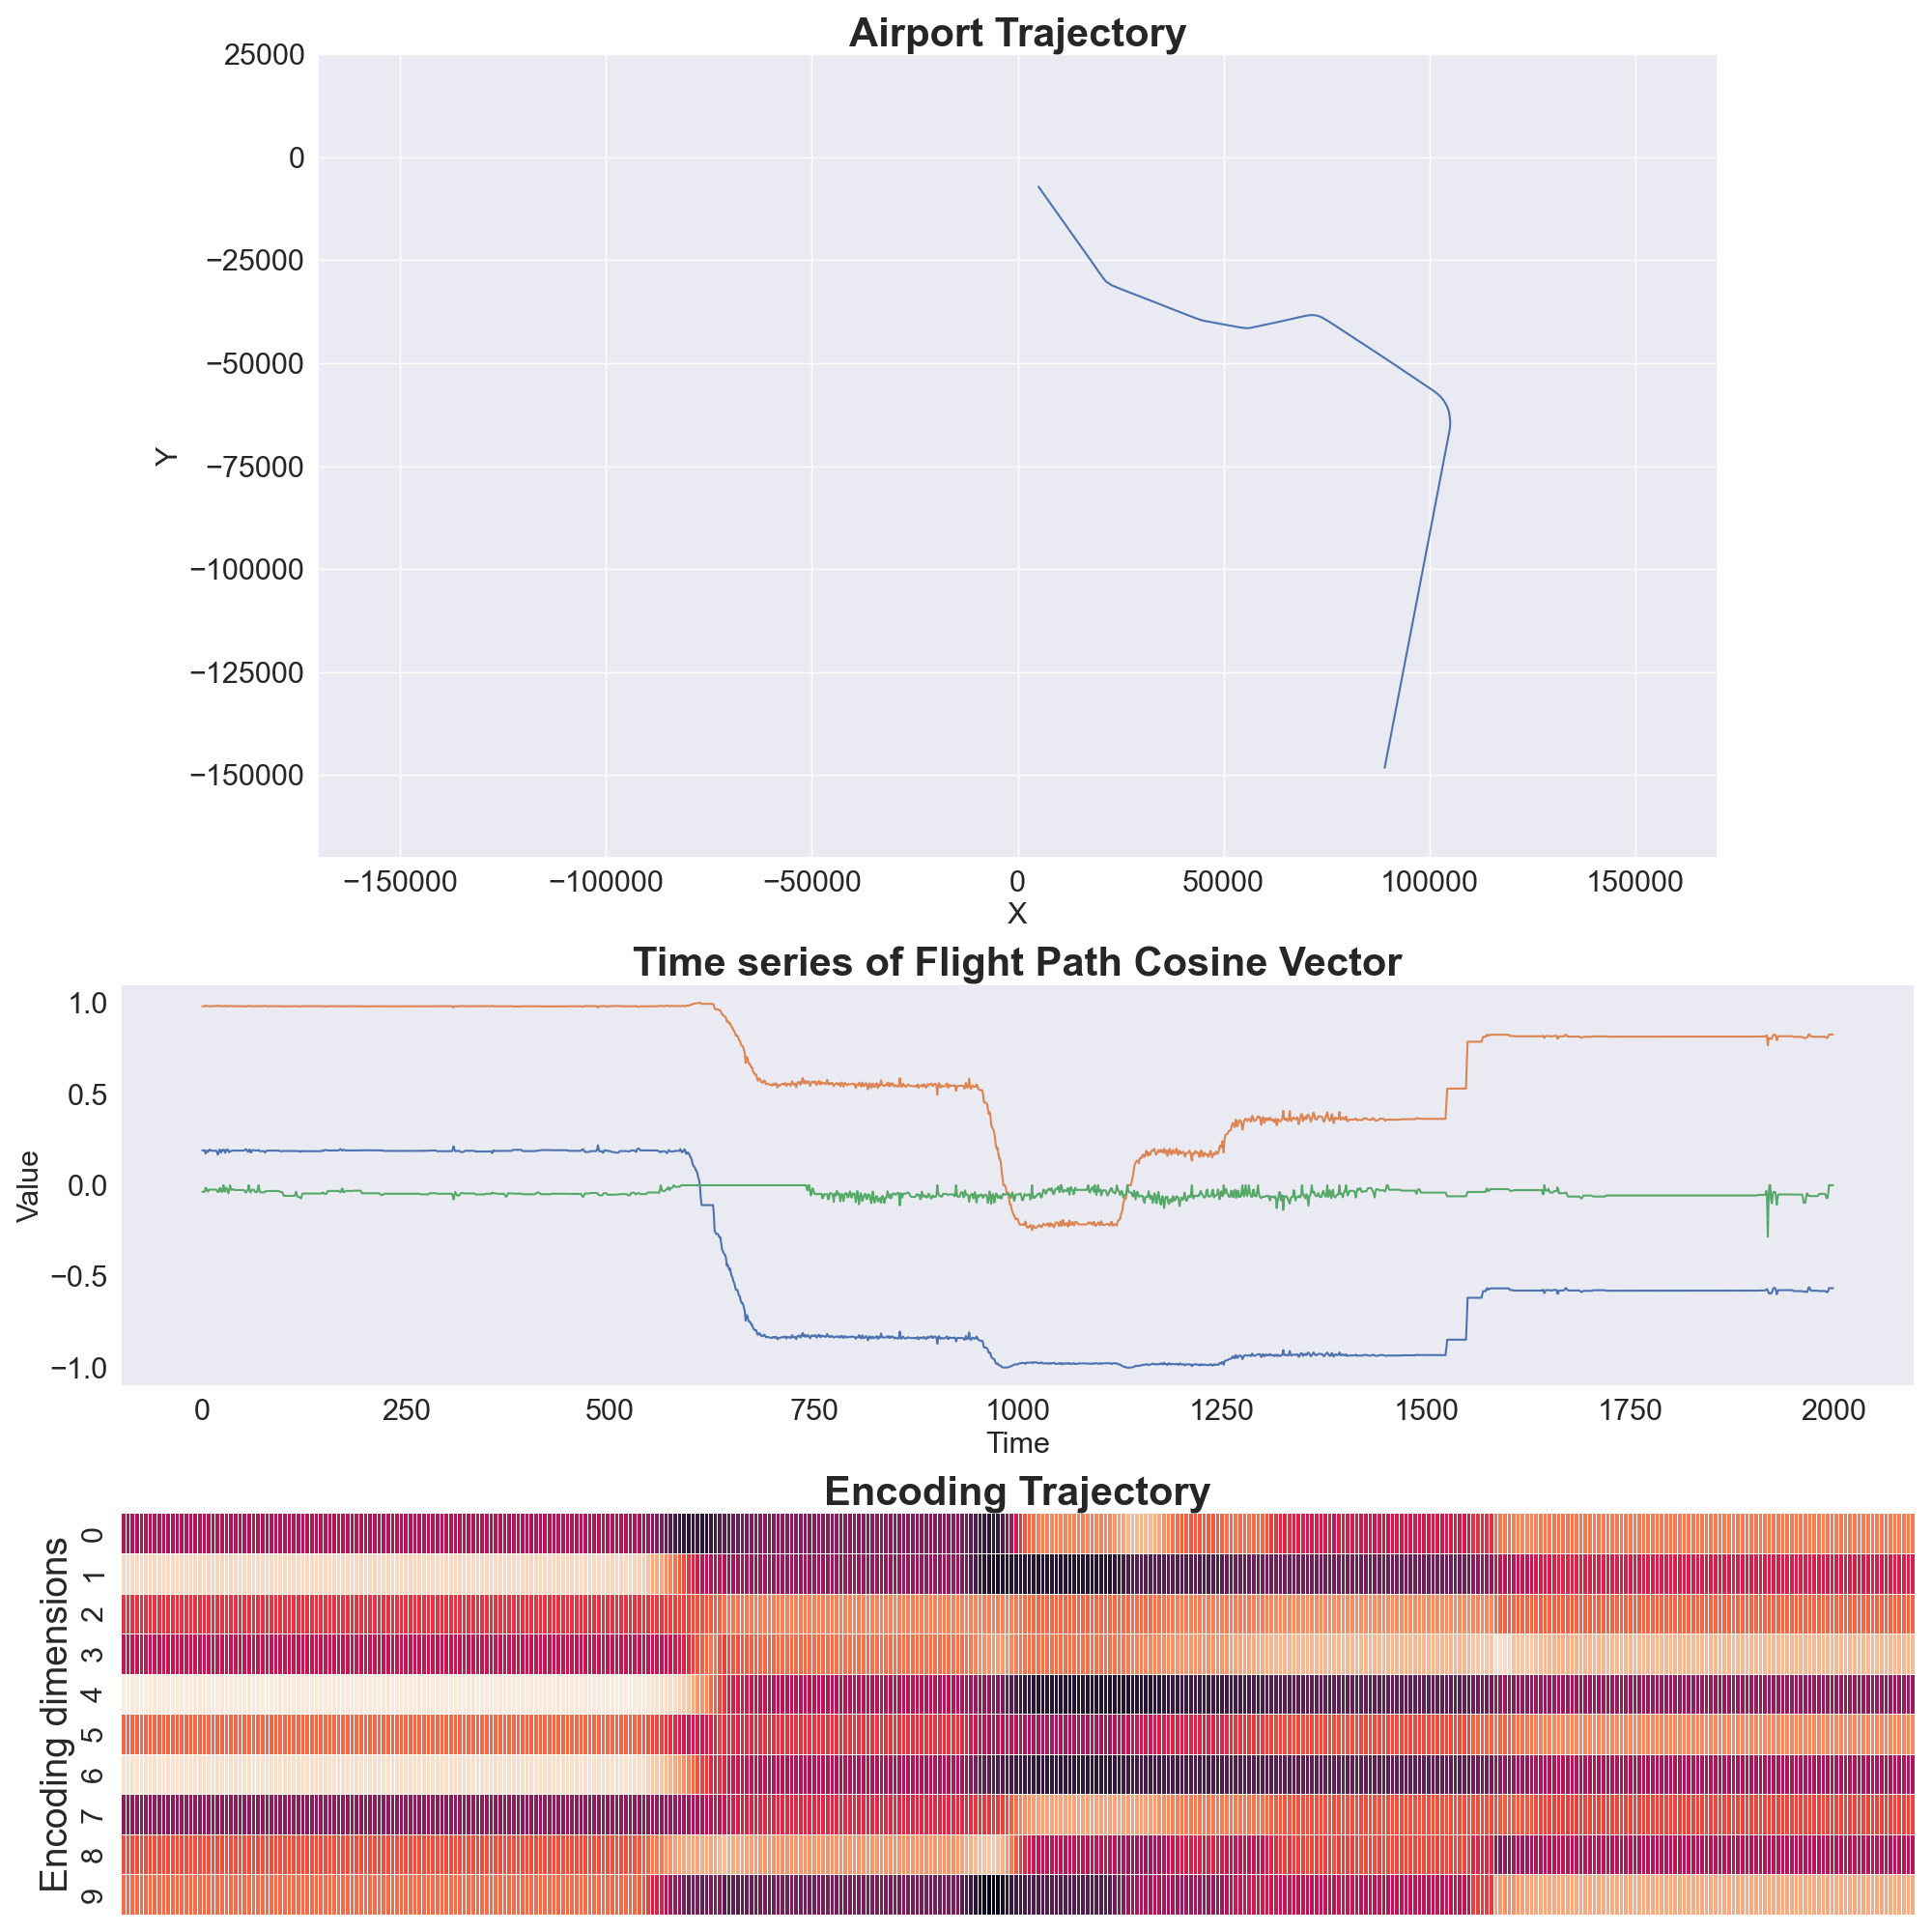 Airport Trajectory
25000
0
−25000
−50000
−75000
−100000
−125000
−150000
Y
−150000 −100000 −50000 0 50000 100000 150000
X
Time series of Flight Path Cosine Vector
1.0
0.5
0.0
−0.5
−1.0
Value
0 250 500 750 1000 1250 1500 1750 2000
Time
Encoding Trajectory
Encoding dimensions
0
1
2
3
4
5
6
7
8
9